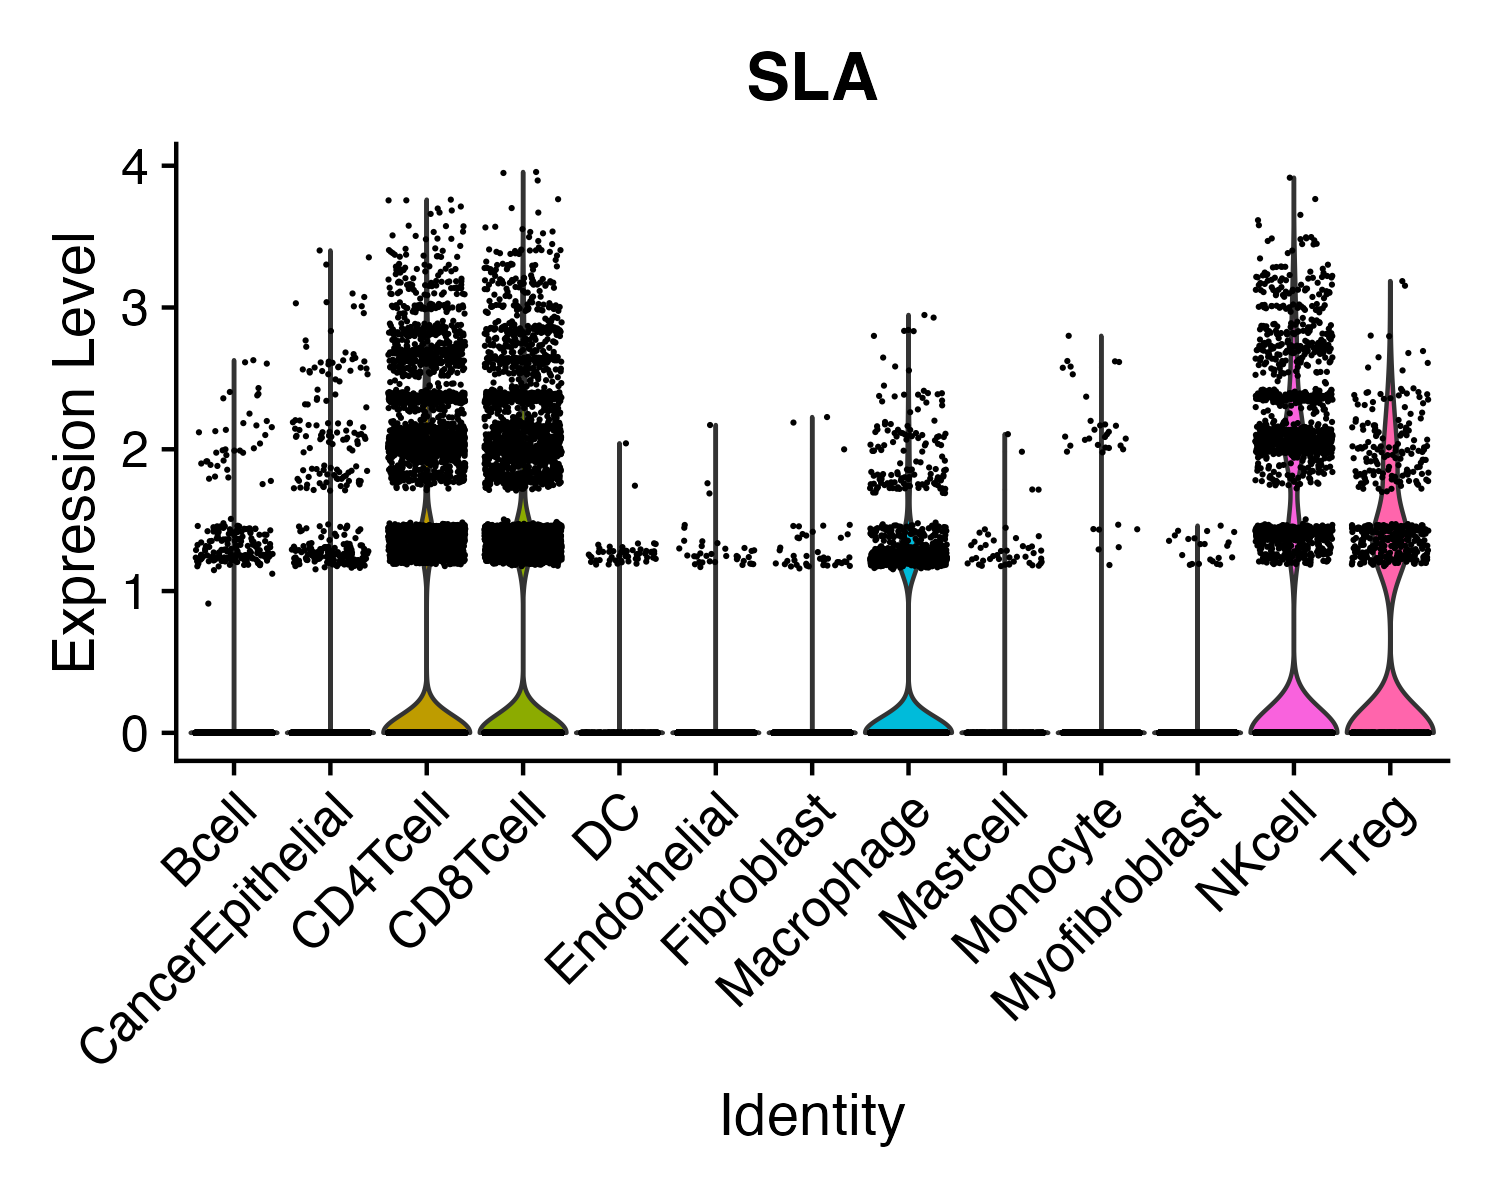 SLA
Expression Level
4
3
2
1
0
Bcell
CancerEpithelial
CD4Tcell
CD8Tcell
DC
Endothelial
Fibroblast
Macrophage
Mastcell
Monocyte
Myofibroblast
NKcell
Treg
Identity